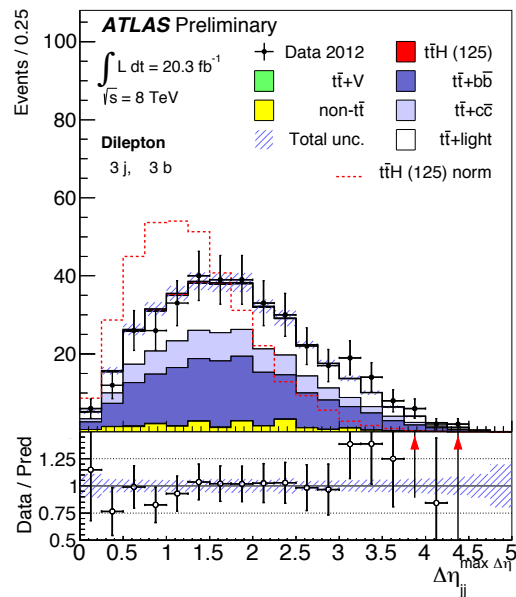 ATLAS Preliminary
∫ L dt = 20.3 fb⁻¹
√s = 8 TeV
Dilepton
3 j, 3 b
Data 2012
tt̄H (125)
tt̄+V
tt̄+bb̄
non-tt̄
tt̄+cc̄
Total unc.
tt̄+light
tt̄H (125) norm
Events / 0.25
100
80
60
40
20
Data / Pred
1.25
1
0.75
0.5
0 0.5 1 1.5 2 2.5 3 3.5 4 4.5 5
Δη_jj^max Δη